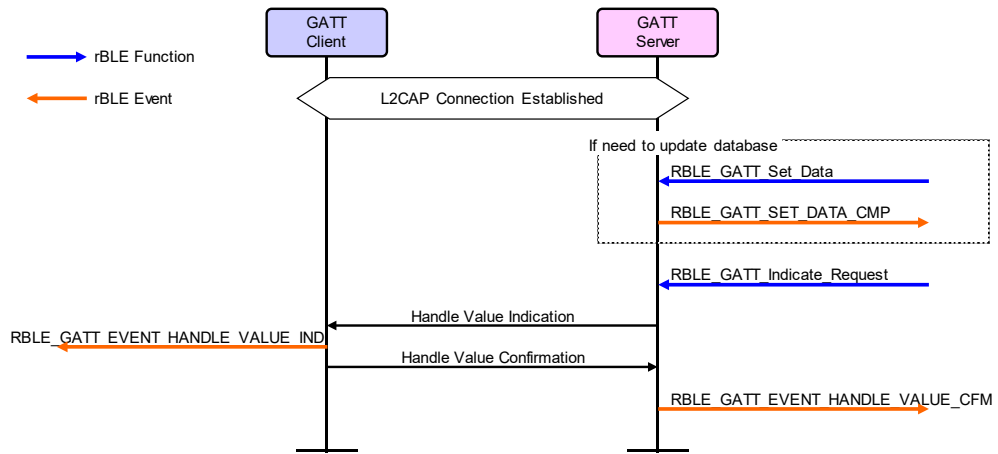 GATT
Client
GATT
Server
rBLE Function
rBLE Event
L2CAP Connection Established
If need to update database
RBLE_GATT_Set_Data
RBLE_GATT_SET_DATA_CMP
RBLE_GATT_Indicate_Request
Handle Value Indication
RBLE_GATT_EVENT_HANDLE_VALUE_IND
Handle Value Confirmation
RBLE_GATT_EVENT_HANDLE_VALUE_CFM